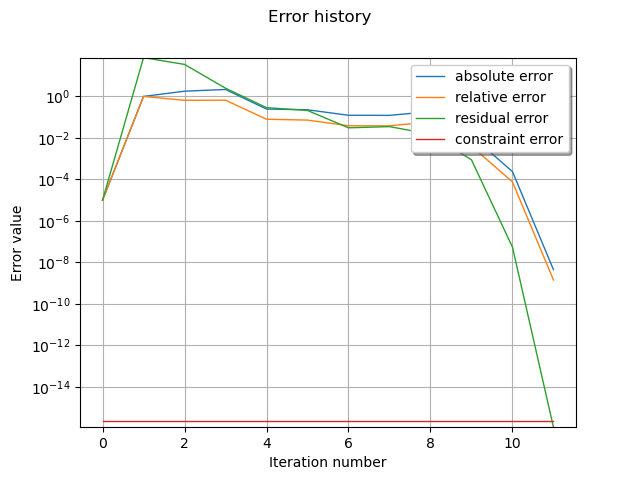 Error history
absolute error
relative error
residual error
constraint error
10^0
10^-2
10^-4
10^-6
10^-8
10^-10
10^-12
10^-14
Error value
0 2 4 6 8 10
Iteration number